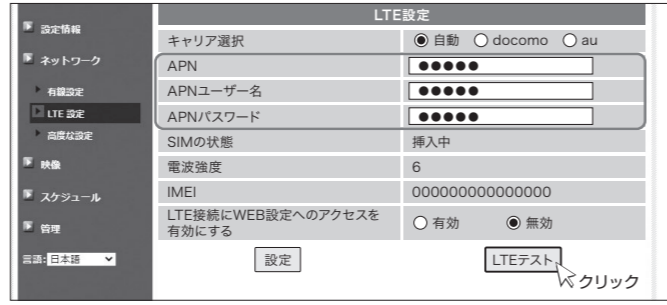 設定情報
ネットワーク
有線設定
LTE 設定
高度な設定
映像
スケジュール
管理
言語: 日本語
LTE設定
キャリア選択 自動 docomo au
APN ●●●●●
APNユーザー名 ●●●●●
APNパスワード ●●●●●
SIMの状態 挿入中
電波強度 6
IMEI 000000000000000
LTE接続にWEB設定へのアクセスを
有効にする 有効 無効
設定 LTEテスト
クリック